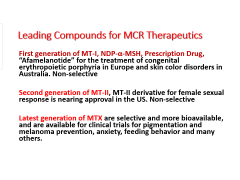 Leading Compounds for MCR Therapeutics
First generation of MT-I, NDP-α-MSH, Prescription Drug,
“Afamelanotide” for the treatment of congenital
erythropoietic porphyria in Europe and skin color disorders in
Australia. Non-selective
Second generation of MT-II, MT-II derivative for female sexual
response is nearing approval in the US. Non-selective
Latest generation of MTX are selective and more bioavailable,
and are available for clinical trials for pigmentation and
melanoma prevention, anxiety, feeding behavior and many
others.